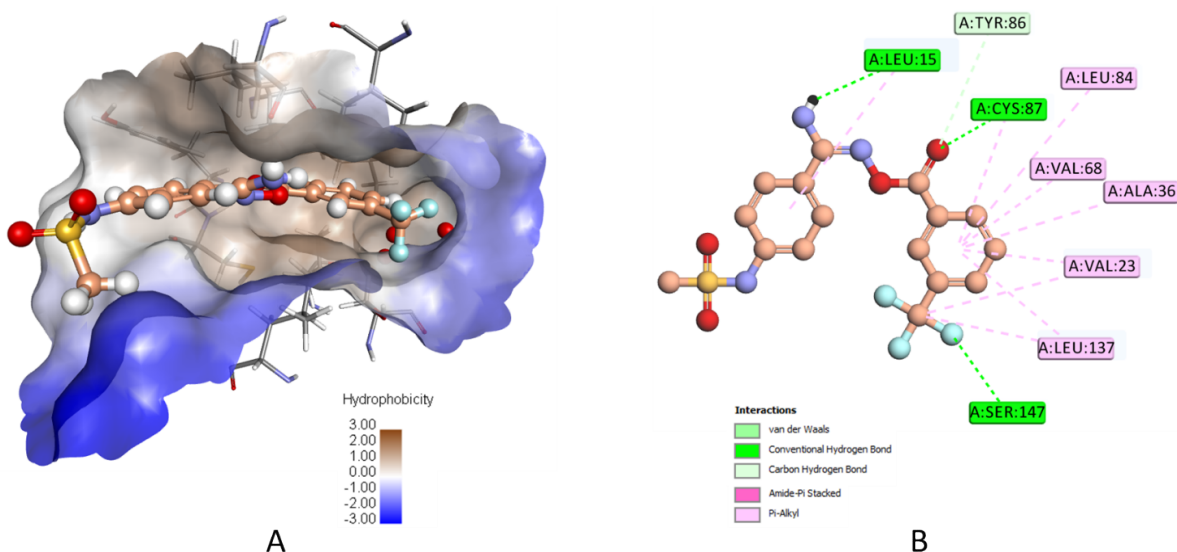 A:TYR:86
A:LEU:15
A:LEU:84
A:CYS:87
A:VAL:68
A:ALA:36
A:VAL:23
A:LEU:137
A:SER:147
Hydrophobicity
3.00
2.00
1.00
0.00
-1.00
-2.00
-3.00
Interactions
van der Waals
Conventional Hydrogen Bond
Carbon Hydrogen Bond
Amide-Pi Stacked
Pi-Alkyl
A
B